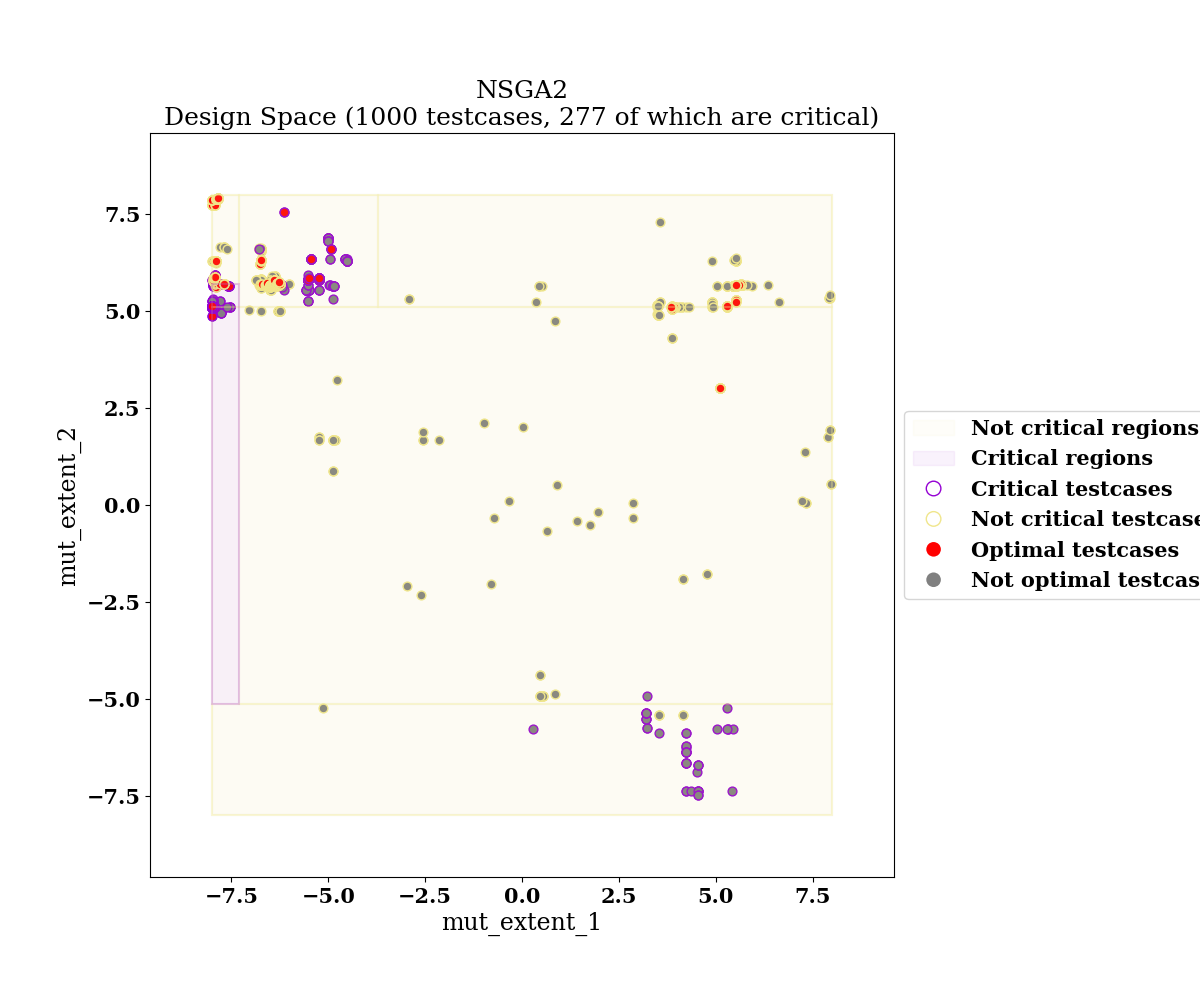 NSGA2
Design Space (1000 testcases, 277 of which are critical)
mut_extent_2
7.5
5.0
2.5
0.0
−2.5
−5.0
−7.5
−7.5 −5.0 −2.5 0.0 2.5 5.0 7.5
mut_extent_1
Not critical regions
Critical regions
Critical testcases
Not critical testcase
Optimal testcases
Not optimal testcas